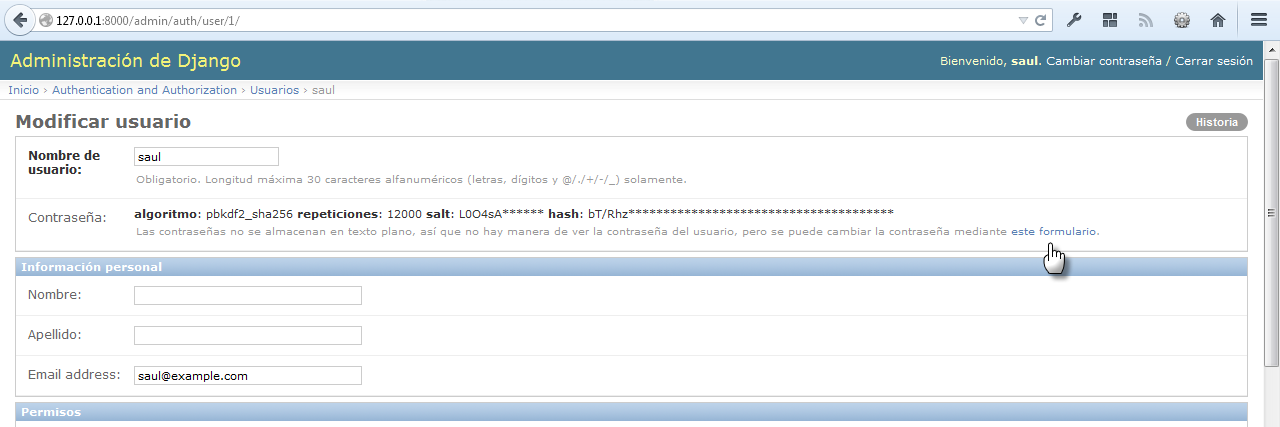 127.0.0.1:8000/admin/auth/user/1/
Administración de Django
Bienvenido, saul. Cambiar contraseña / Cerrar sesión
Inicio › Authentication and Authorization › Usuarios › saul
Modificar usuario
Historia
Nombre de usuario:
saul
Obligatorio. Longitud máxima 30 caracteres alfanuméricos (letras, dígitos y @/./+/-/_) solamente.
Contraseña:
algoritmo: pbkdf2_sha256 repeticiones: 12000 salt: L0O4sA****** hash: bT/Rhz**************************************
Las contraseñas no se almacenan en texto plano, así que no hay manera de ver la contraseña del usuario, pero se puede cambiar la contraseña mediante este formulario.
Información personal
Nombre:
Apellido:
Email address:
saul@example.com
Permisos